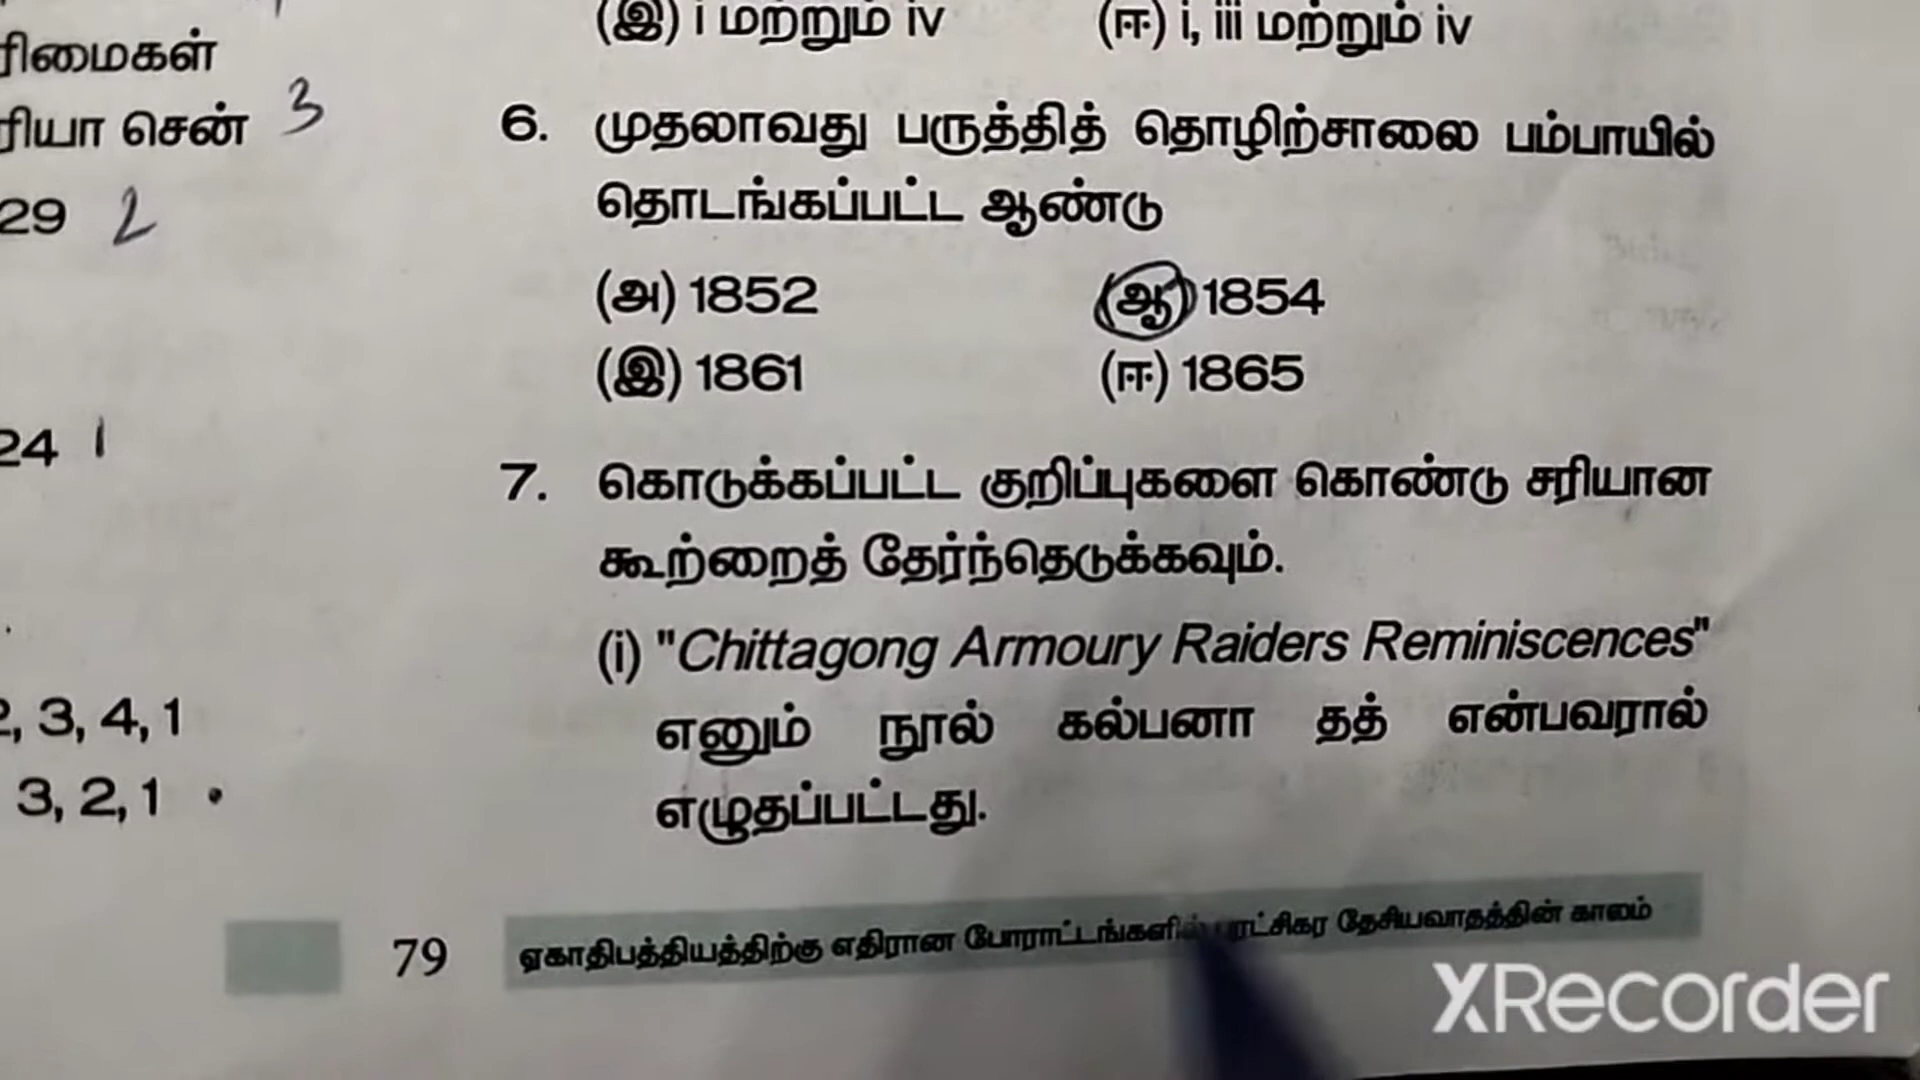 ரிமைகள்
ரியா சென் 3
29 2
24 1
2, 3, 4, 1
3, 2, 1
(இ) i மற்றும் iv (ஈ) i, iii மற்றும் iv
6. முதலாவது பருத்தித் தொழிற்சாலை பம்பாயில்
தொடங்கப்பட்ட ஆண்டு
(அ) 1852 (ஆ) 1854
(இ) 1861 (ஈ) 1865
7. கொடுக்கப்பட்ட குறிப்புகளை கொண்டு சரியான
கூற்றைத் தேர்ந்தெடுக்கவும்.
(i) "Chittagong Armoury Raiders Reminiscences"
எனும் நூல் கல்பனா தத் என்பவரால்
எழுதப்பட்டது.
79 ஏகாதிபத்தியத்திற்கு எதிரான போராட்டங்களில் புரட்சிகர தேசியவாதத்தின் காலம்
XRecorder